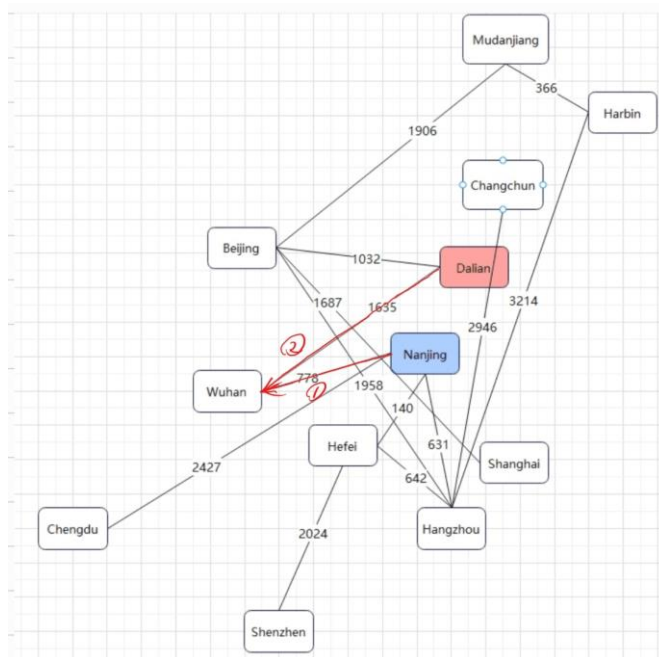 Mudanjiang
366
Harbin
1906
Changchun
Beijing
1032
Dalian
1687
1635
3214
2946
②
Nanjing
778
1958
Wuhan
①
140
Hefei
631
Shanghai
2427
642
Chengdu
Hangzhou
2024
Shenzhen